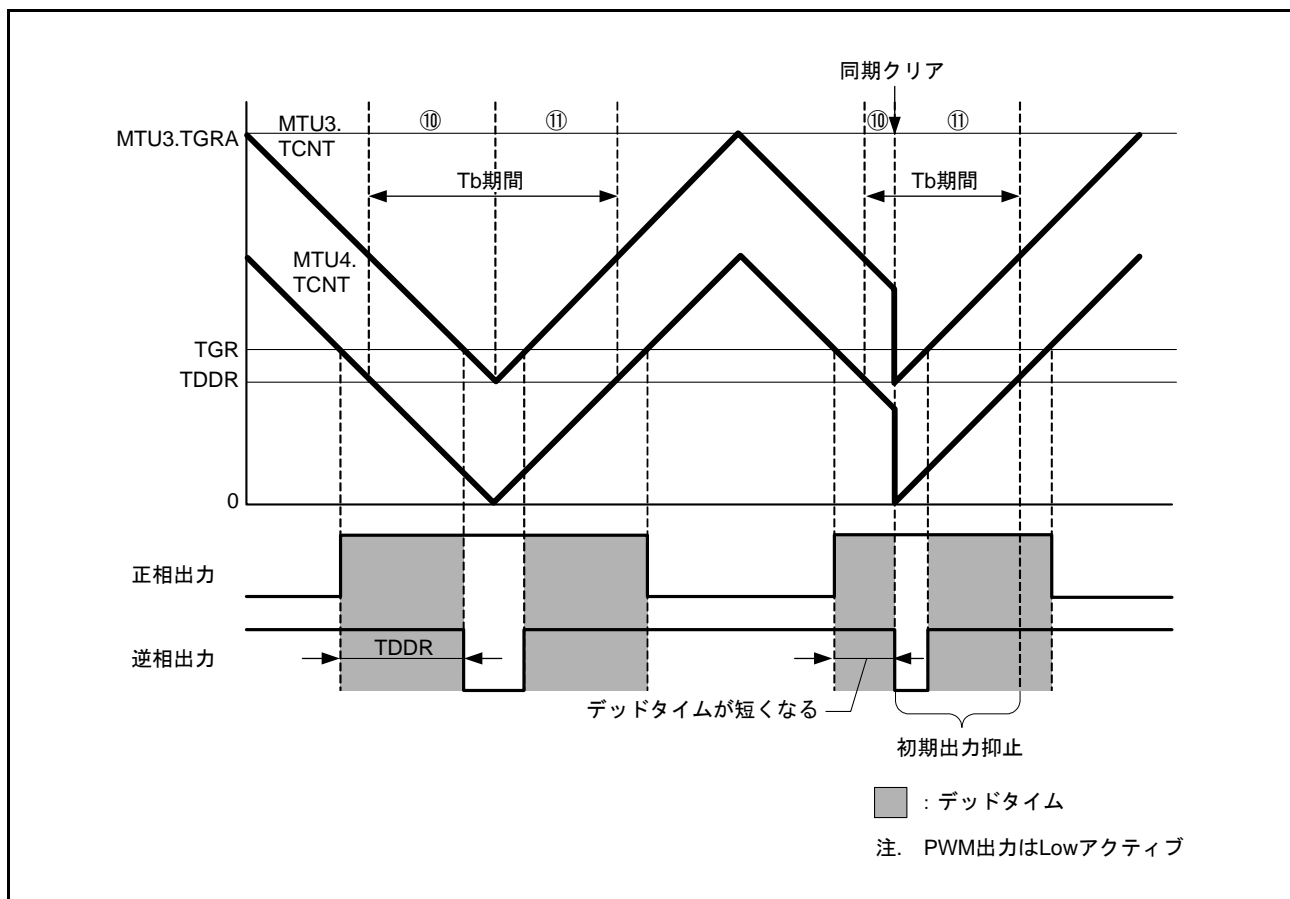 同期クリア
⑩
⑪
⑩
⑪
MTU3.TGRA
MTU3.
TCNT
Tb期間
Tb期間
MTU4.
TCNT
TGR
TDDR
0
正相出力
逆相出力
TDDR
デッドタイムが短くなる
初期出力抑止
：デッドタイム
注. PWM出力はLowアクティブ